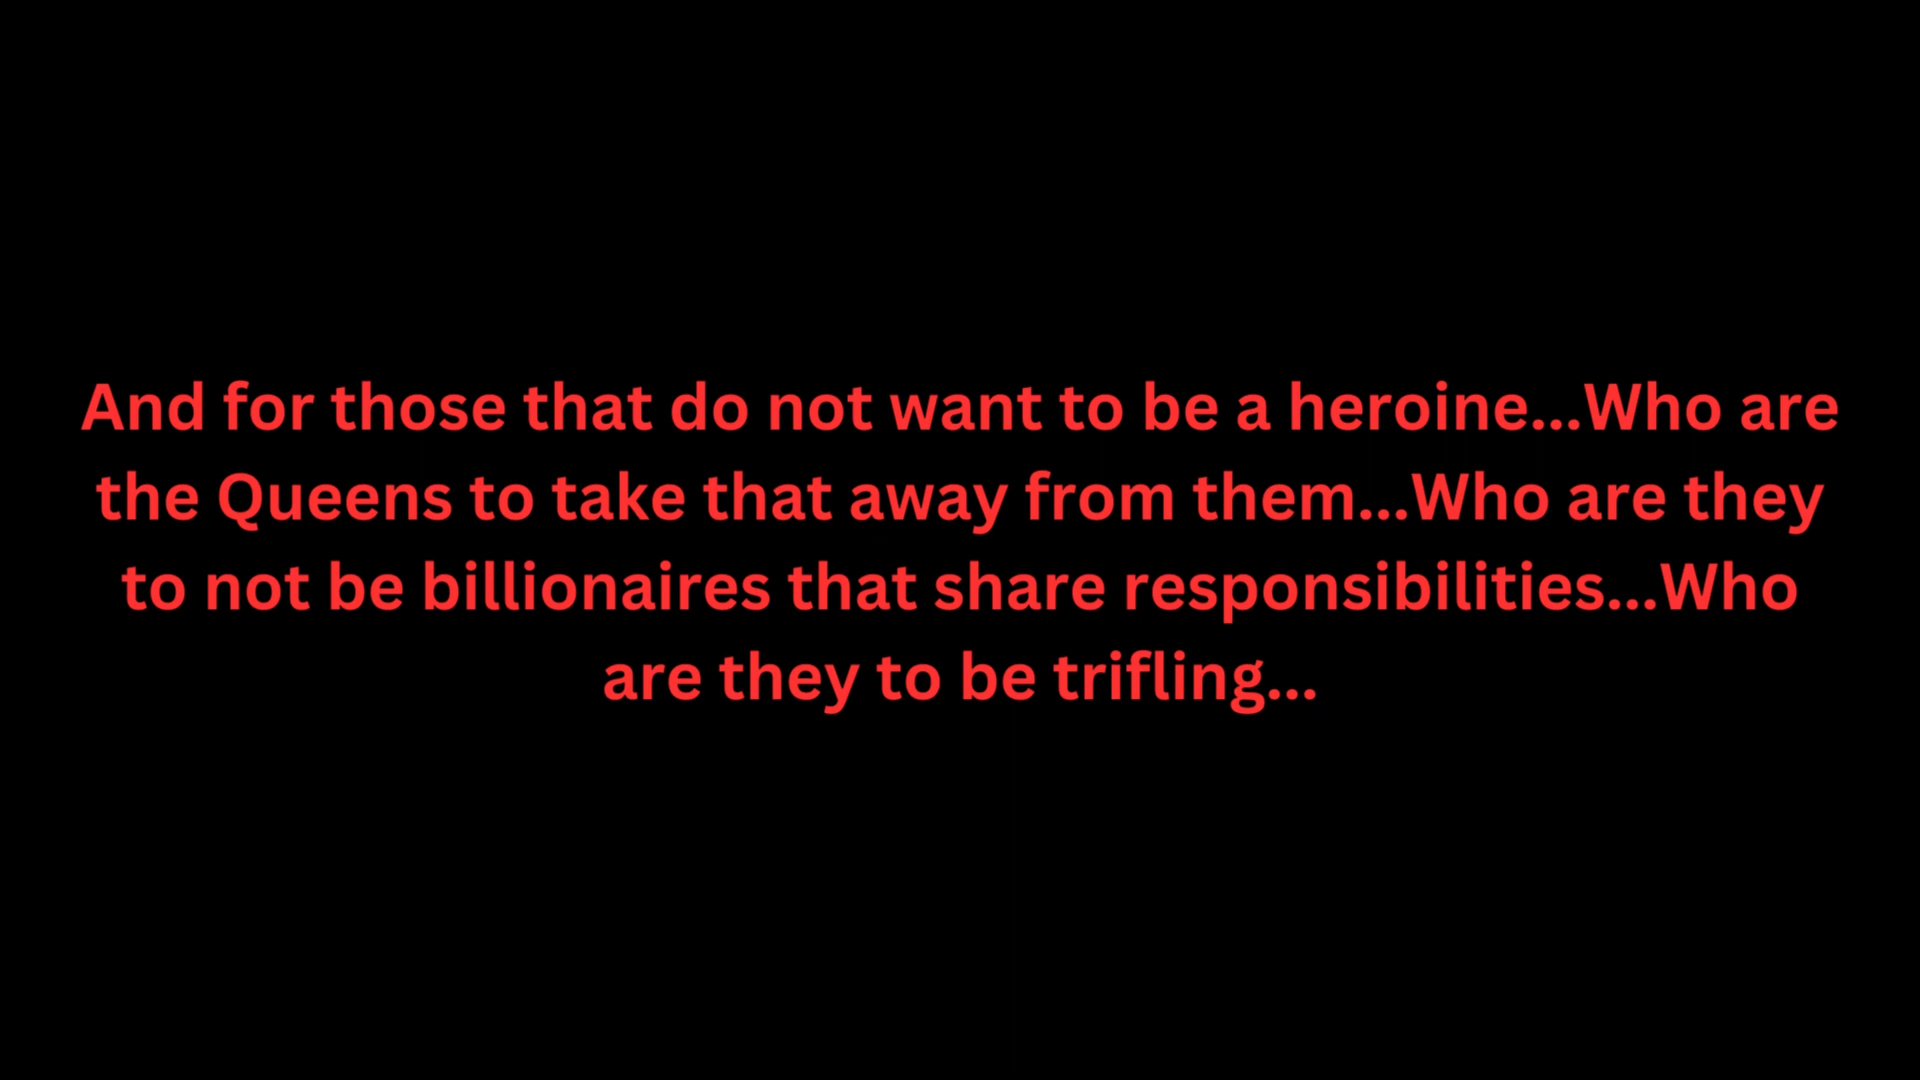 And for those that do not want to be a heroine...Who are
the Queens to take that away from them...Who are they
to not be billionaires that share responsibilities...Who
are they to be trifling...